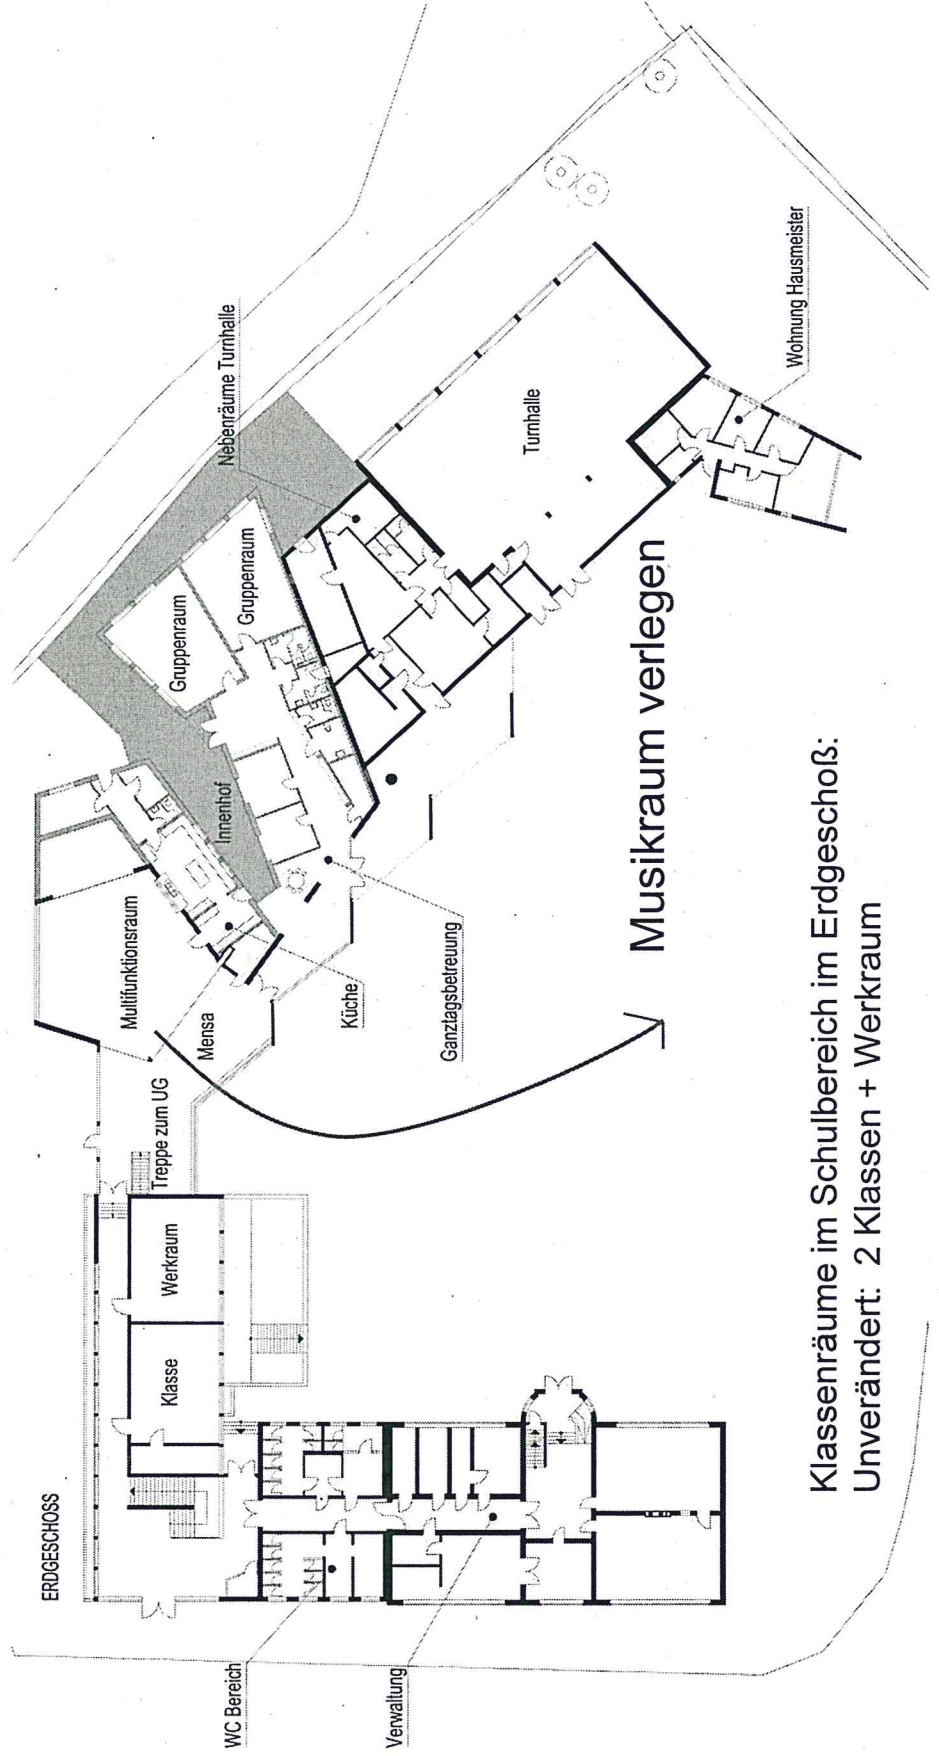 ERDGESCHOSS
WC Bereich
Verwaltung
Klasse
Werkraum
Treppe zum UG
Multifunktionsraum
Mensa
Küche
Ganztagsbetreuung
Innenhof
Gruppenraum
Gruppenraum
Nebenräume Turnhalle
Turnhalle
Wohnung Hausmeister
Musikraum verlegen
Klassenräume im Schulbereich im Erdgeschoß:
Unverändert: 2 Klassen + Werkraum